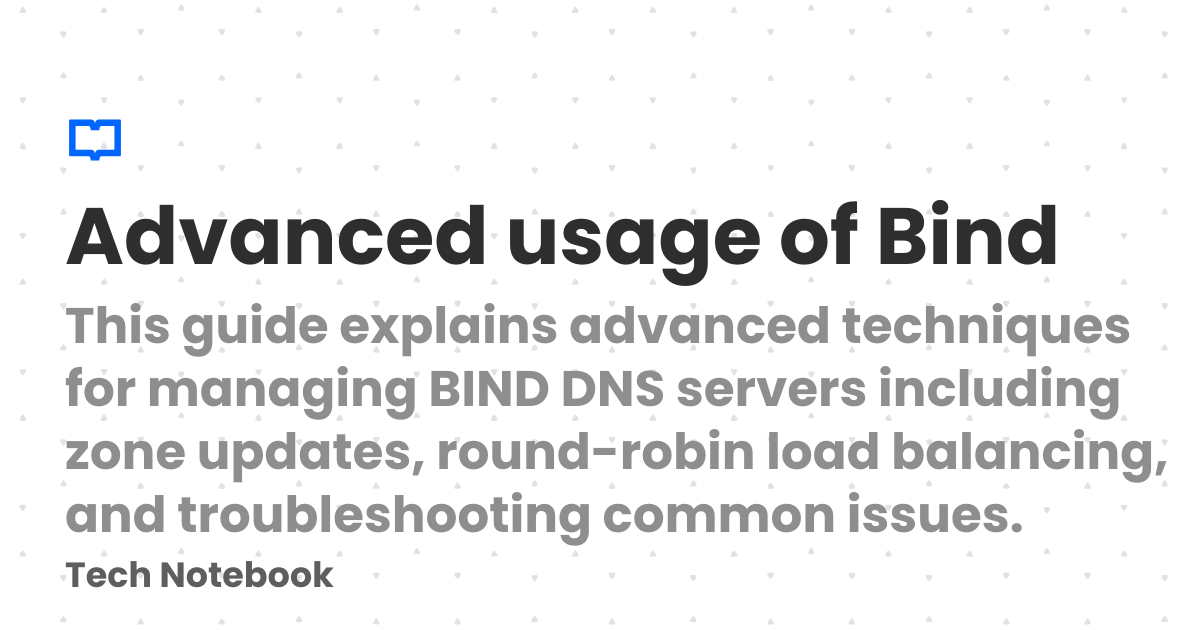 Advanced usage of Bind
This guide explains advanced techniques
for managing BIND DNS servers including
zone updates, round-robin load balancing,
and troubleshooting common issues.
Tech Notebook